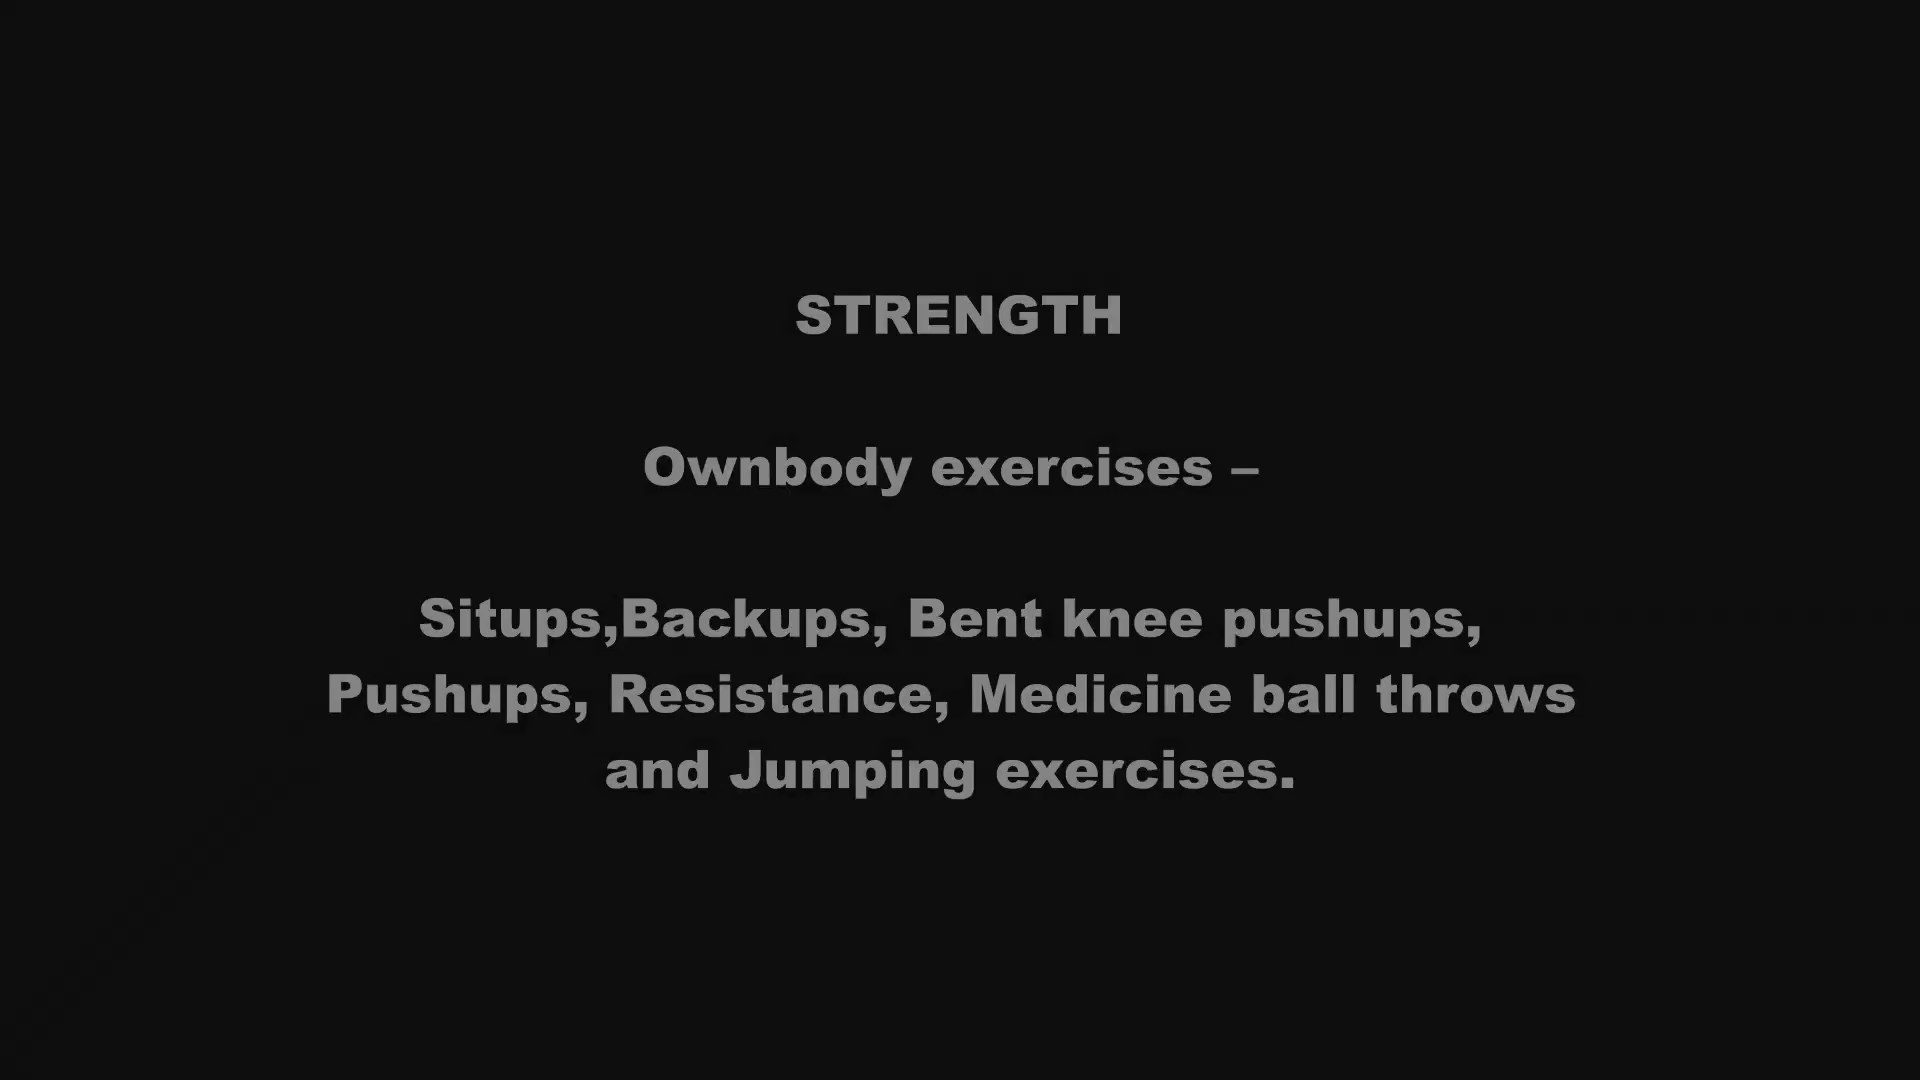 STRENGTH
Ownbody exercises –
Situps,Backups, Bent knee pushups,
Pushups, Resistance, Medicine ball throws
and Jumping exercises.